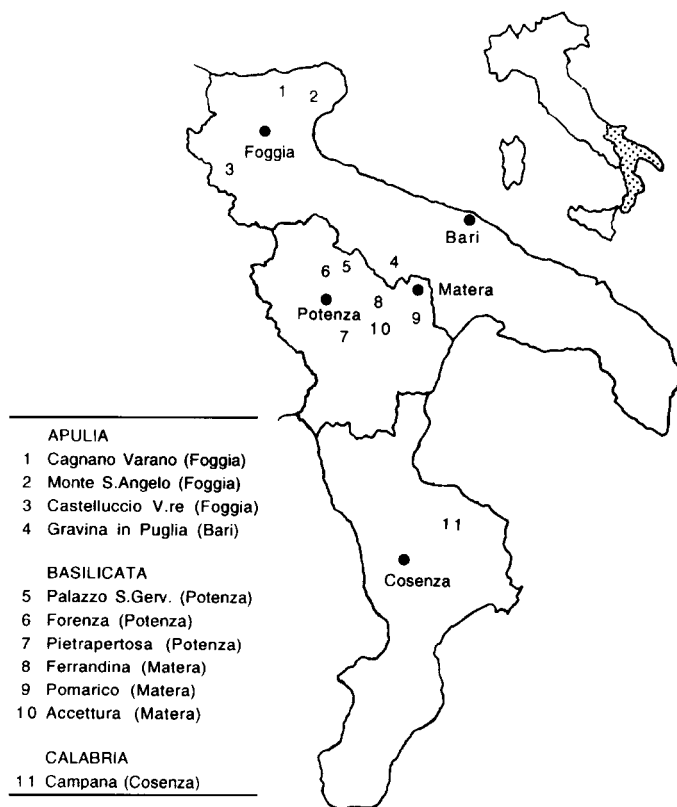 1
2
Foggia
3
Bari
4
5
6
Matera
8
Potenza
9
10
7
11
Cosenza
APULIA
1 Cagnano Varano (Foggia)
2 Monte S.Angelo (Foggia)
3 Castelluccio V.re (Foggia)
4 Gravina in Puglia (Bari)
BASILICATA
5 Palazzo S.Gerv. (Potenza)
6 Forenza (Potenza)
7 Pietrapertosa (Potenza)
8 Ferrandina (Matera)
9 Pomarico (Matera)
10 Accettura (Matera)
CALABRIA
11 Campana (Cosenza)